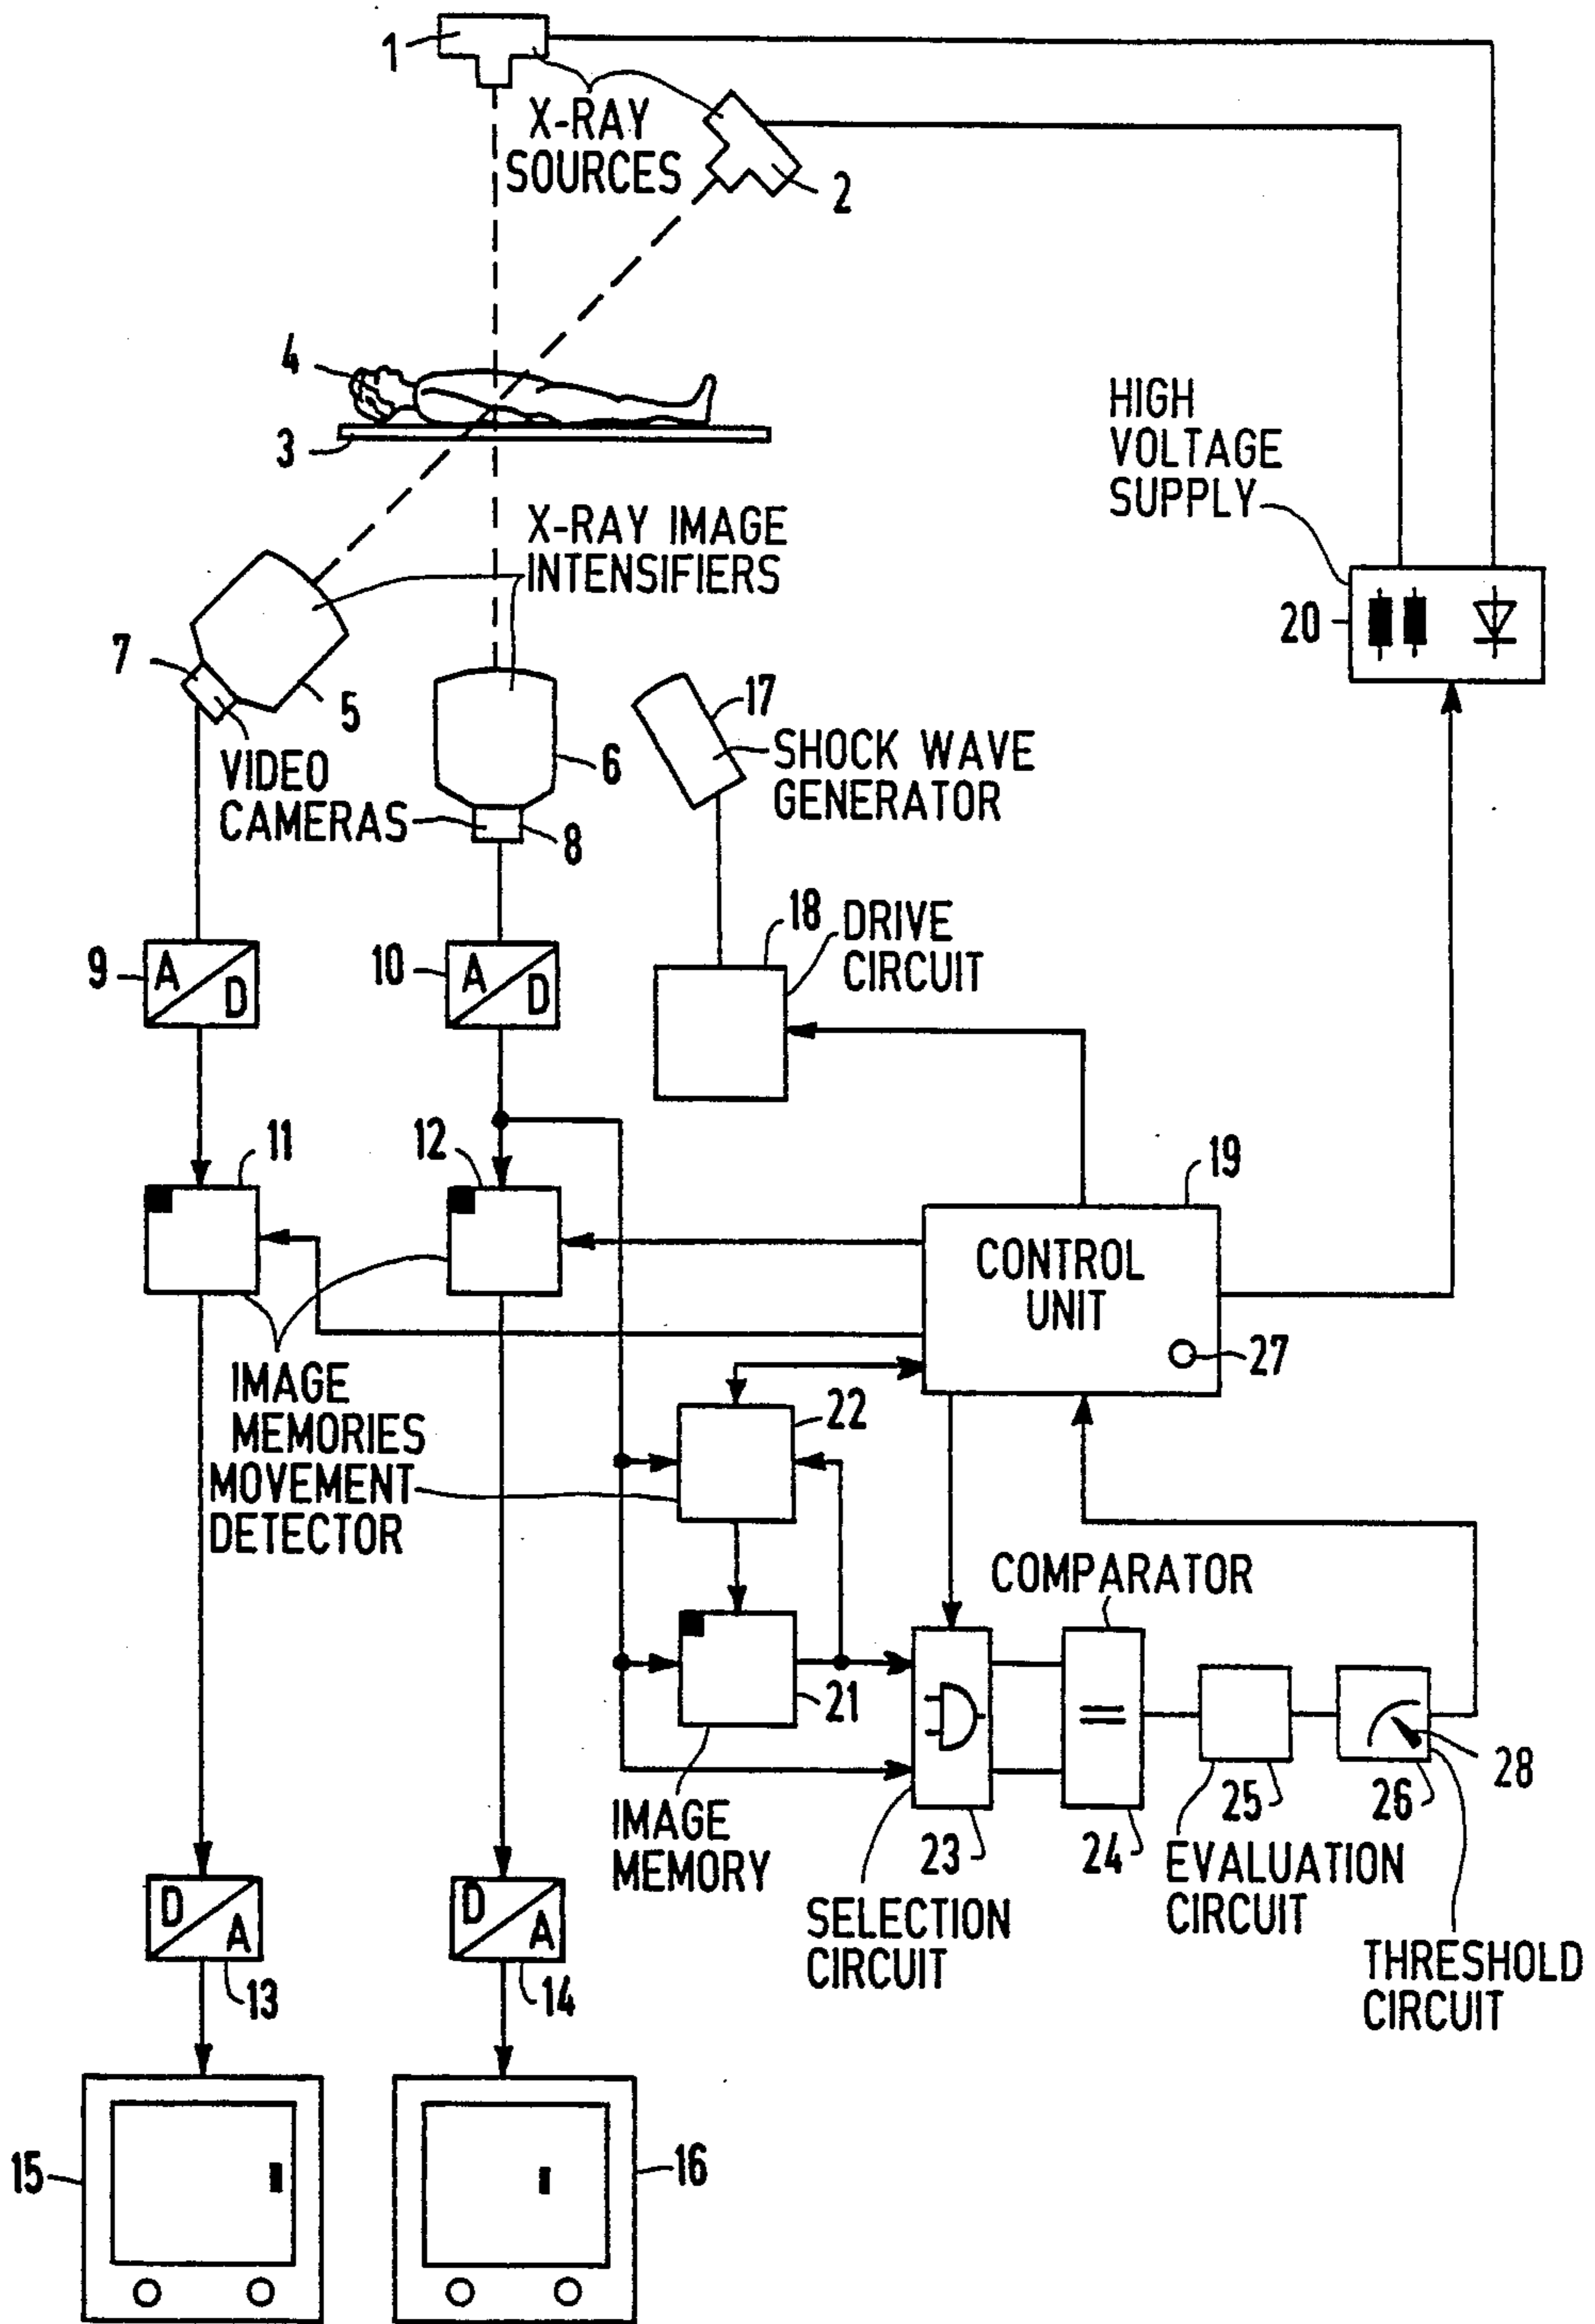 1
X-RAY
SOURCES
2
4
3
HIGH
VOLTAGE
SUPPLY
X-RAY IMAGE
INTENSIFIERS
20
7
5
17
6
SHOCK WAVE
GENERATOR
VIDEO
CAMERAS
8
18
DRIVE
CIRCUIT
9
A
D
10
A
D
11
12
19
CONTROL
UNIT
27
IMAGE
MEMORIES
22
MOVEMENT
DETECTOR
COMPARATOR
21
=
28
25
26
IMAGE
MEMORY
23
24
EVALUATION
CIRCUIT
SELECTION
CIRCUIT
THRESHOLD
CIRCUIT
D
A
13
D
A
14
15
16